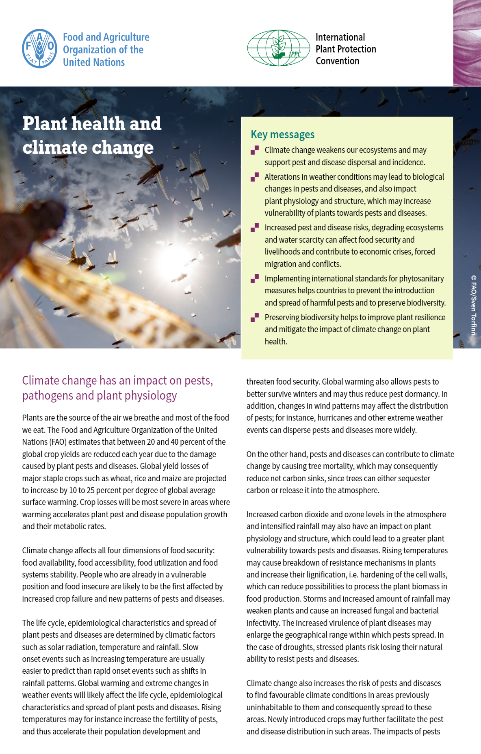 Food and Agriculture
Organization of the
United Nations
International
Plant Protection
Convention
Plant health and
climate change
Key messages
Climate change weakens our ecosystems and may
support pest and disease dispersal and incidence.
Alterations in weather conditions may lead to biological
changes in pests and diseases, and also impact
plant physiology and structure, which may increase
vulnerability of plants towards pests and diseases.
Increased pest and disease risks, degrading ecosystems
and water scarcity can affect food security and
livelihoods and contribute to economic crises, forced
migration and conflicts.
Implementing international standards for phytosanitary
measures helps countries to prevent the introduction
and spread of harmful pests and to preserve biodiversity.
Preserving biodiversity helps to improve plant resilience
and mitigate the impact of climate change on plant
health.
© FAO/Sven Torfinn
Climate change has an impact on pests,
pathogens and plant physiology
Plants are the source of the air we breathe and most of the food
we eat. The Food and Agriculture Organization of the United
Nations (FAO) estimates that between 20 and 40 percent of the
global crop yields are reduced each year due to the damage
caused by plant pests and diseases. Global yield losses of
major staple crops such as wheat, rice and maize are projected
to increase by 10 to 25 percent per degree of global average
surface warming. Crop losses will be most severe in areas where
warming accelerates plant pest and disease population growth
and their metabolic rates.
Climate change affects all four dimensions of food security:
food availability, food accessibility, food utilization and food
systems stability. People who are already in a vulnerable
position and food insecure are likely to be the first affected by
increased crop failure and new patterns of pests and diseases.
The life cycle, epidemiological characteristics and spread of
plant pests and diseases are determined by climatic factors
such as solar radiation, temperature and rainfall. Slow
onset events such as increasing temperature are usually
easier to predict than rapid onset events such as shifts in
rainfall patterns. Global warming and extreme changes in
weather events will likely affect the life cycle, epidemiological
characteristics and spread of plant pests and diseases. Rising
temperatures may for instance increase the fertility of pests,
and thus accelerate their population development and
threaten food security. Global warming also allows pests to
better survive winters and may thus reduce pest dormancy. In
addition, changes in wind patterns may affect the distribution
of pests; for instance, hurricanes and other extreme weather
events can disperse pests and diseases more widely.
On the other hand, pests and diseases can contribute to climate
change by causing tree mortality, which may consequently
reduce net carbon sinks, since trees can either sequester
carbon or release it into the atmosphere.
Increased carbon dioxide and ozone levels in the atmosphere
and intensified rainfall may also have an impact on plant
physiology and structure, which could lead to a greater plant
vulnerability towards pests and diseases. Rising temperatures
may cause breakdown of resistance mechanisms in plants
and increase their lignification, i.e. hardening of the cell walls,
which can reduce possibilities to process the plant biomass in
food production. Storms and increased amount of rainfall may
weaken plants and cause an increased fungal and bacterial
infectivity. The increased virulence of plant diseases may
enlarge the geographical range within which pests spread. In
the case of droughts, stressed plants risk losing their natural
ability to resist pests and diseases.
Climate change also increases the risk of pests and diseases
to find favourable climate conditions in areas previously
uninhabitable to them and consequently spread to these
areas. Newly introduced crops may further facilitate the pest
and disease distribution in such areas. The impacts of pests